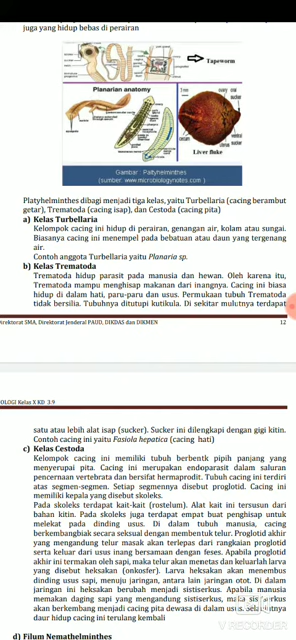 juga yang hidup bebas di perairan
Tapeworm
Planarian anatomy
Liver fluke
Gambar : Paltyhelminthes
(sumber: www.microbiologynotes.com)
Platyhelminthes dibagi menjadi tiga kelas, yaitu Turbellaria (cacing berambut
getar), Trematoda (cacing isap), dan Cestoda (cacing pita)
a) Kelas Turbellaria
Kelompok cacing ini hidup di perairan, genangan air, kolam atau sungai.
Biasanya cacing ini menempel pada bebatuan atau daun yang tergenang
air.
Contoh anggota Turbellaria yaitu Planaria sp.
b) Kelas Trematoda
Trematoda hidup parasit pada manusia dan hewan. Oleh karena itu,
Trematoda mampu menghisap makanan dari inangnya. Cacing ini biasa
hidup di dalam hati, paru-paru dan usus. Permukaan tubuh Trematoda
tidak bersilia. Tubuhnya ditutupi kutikula. Di sekitar mulutnya terdapat
irektorat SMA, Direktorat Jenderal PAUD, DIKDAS dan DIKMEN 12
OLOGI Kelas X KD 3.9
satu atau lebih alat isap (sucker). Sucker ini dilengkapi dengan gigi kitin.
Contoh cacing ini yaitu Fasiola hepatica (cacing hati)
c) Kelas Cestoda
Kelompok cacing ini memiliki tubuh berbentk pipih panjang yang
menyerupai pita. Cacing ini merupakan endoparasit dalam saluran
pencernaan vertebrata dan bersifat hermaprodit. Tubuh cacing ini terdiri
atas segmen-segmen. Setiap segmennya disebut proglotid. Cacing ini
memiliki kepala yang disebut skoleks.
Pada skoleks terdapat kait-kait (rostelum). Alat kait ini tersusun dari
bahan kitin. Pada skoleks juga terdapat empat buat penghisap untuk
melekat pada dinding usus. Di dalam tubuh manusia, cacing
berkembangbiak secara seksual dengan membentuk telur. Proglotid akhir
yang mengandung telur masak akan terlepas dari rangkaian proglotid
serta keluar dari usus inang bersamaan dengan feses. Apabila proglotid
akhir ini termakan oleh sapi, maka telur akan menetas dan keluarlah larva
yang disebut heksakan (onkosfer). Larva heksakan akan menembus
dinding usus sapi, menuju jaringan, antara lain jaringan otot. Di dalam
jaringan ini heksakan berubah menjadi sistiserkus. Apabila manusia
memakan daging sapi yang mengandung sistiserkus,
akan berkembang menjadi cacing pita dewasa di dalam
daur hidup cacing ini terulang kembali
d) Filum Nemathelminthes
VIVAVIDEO
V RECORDER